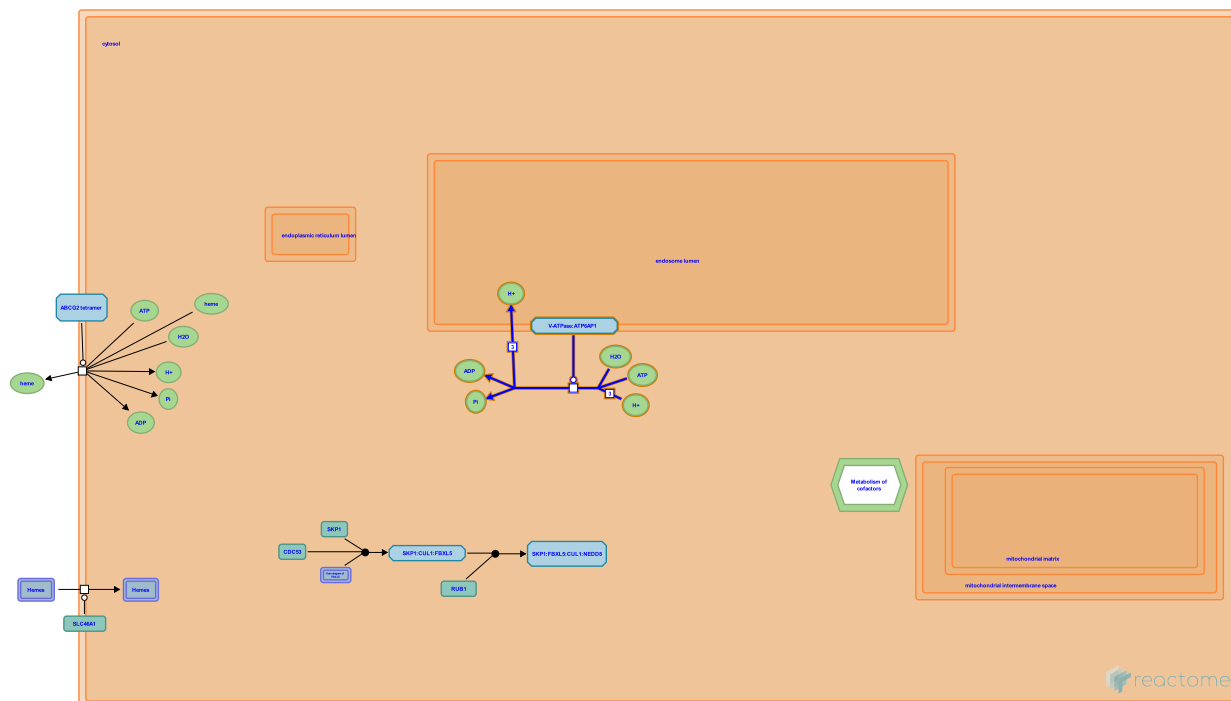 cytosol
endoplasmic reticulum lumen
endosome lumen
H+
V-ATPase:ATP6AP1
3
ABCG2 tetramer
ATP
heme
H2O
heme
H+
Pi
ADP
ADP
Pi
H2O
ATP
3
H+
Metabolism of
cofactors
SKP1
CDC53
SKP1:CUL1:FBXL5
SKP1:FBXL5:CUL1:NEDD8
RUB1
mitochondrial matrix
mitochondrial intermembrane space
Hemes
Hemes
SLC46A1
reactome